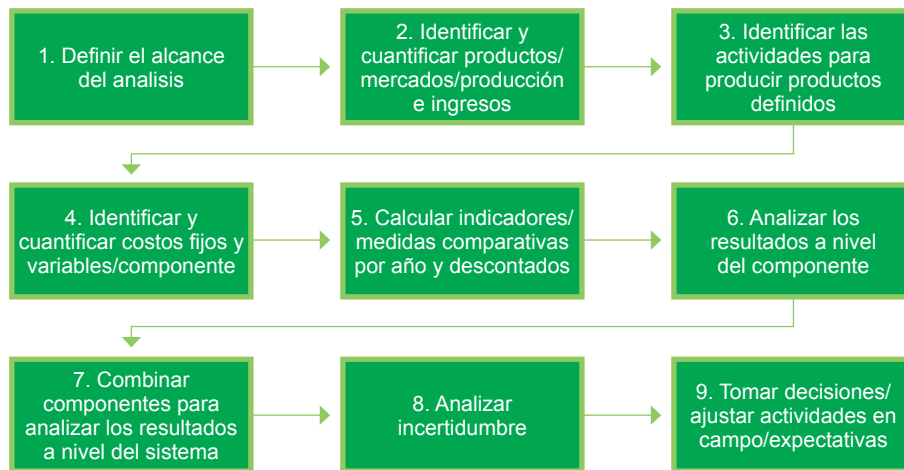 1. Definir el alcance
del analisis
2. Identificar y
cuantificar productos/
mercados/producción
e ingresos
3. Identificar las
actividades para
producir productos
definidos
4. Identificar y
cuantificar costos fijos y
variables/componente
5. Calcular indicadores/
medidas comparativas
por año y descontados
6. Analizar los
resultados a nivel
del componente
7. Combinar
componentes para
analizar los resultados
a nivel del sistema
8. Analizar
incertidumbre
9. Tomar decisiones/
ajustar actividades en
campo/expectativas